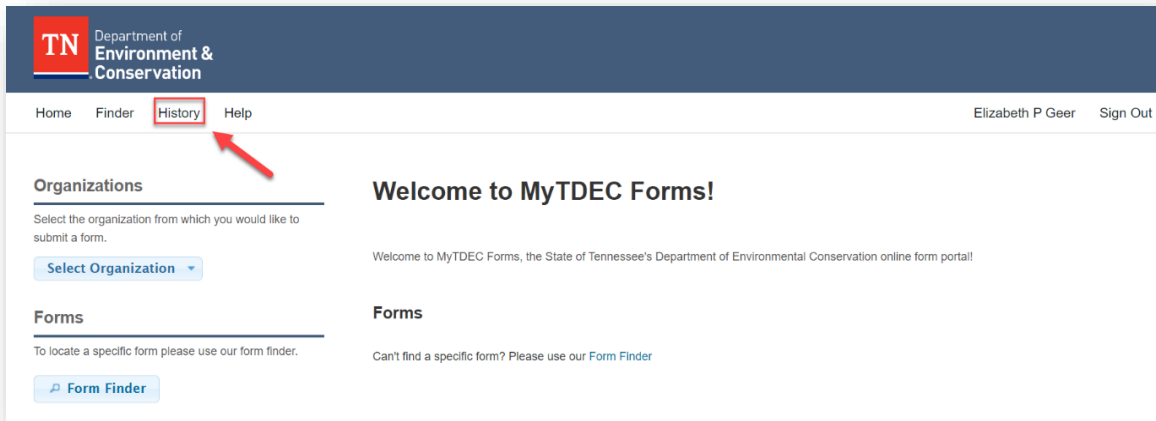 TN
Department of
Environment &
Conservation
Home Finder History Help Elizabeth P Geer Sign Out
Organizations
Select the organization from which you would like to
submit a form.
Select Organization
Forms
To locate a specific form please use our form finder.
Form Finder
Welcome to MyTDEC Forms!
Welcome to MyTDEC Forms, the State of Tennessee's Department of Environmental Conservation online form portal!
Forms
Can't find a specific form? Please use our Form Finder